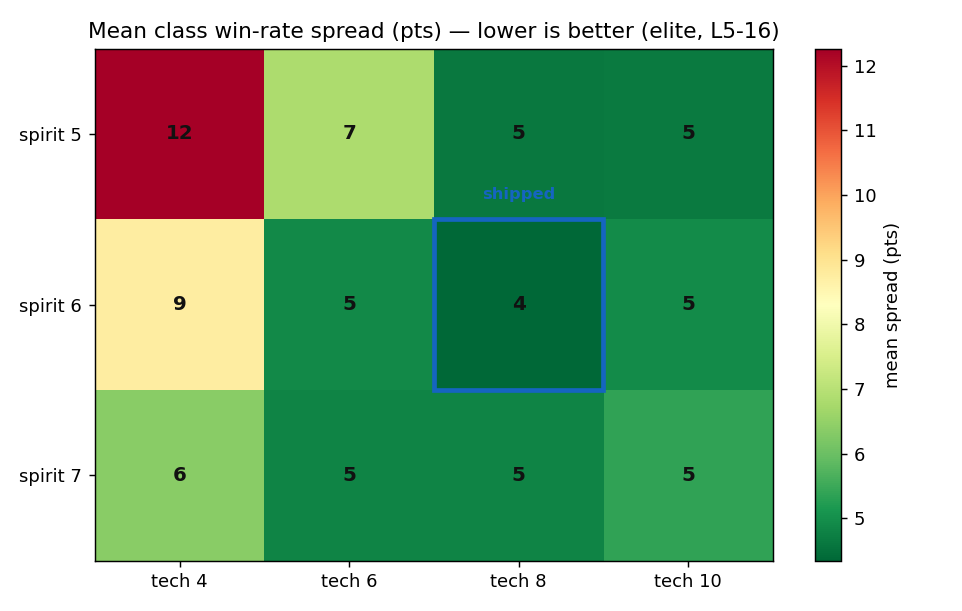 Mean class win-rate spread (pts) — lower is better (elite, L5-16)
spirit 5
12
7
5
5
shipped
spirit 6
9
5
4
5
spirit 7
6
5
5
5
tech 4
tech 6
tech 8
tech 10
12
11
10
9
8
7
6
5
mean spread (pts)